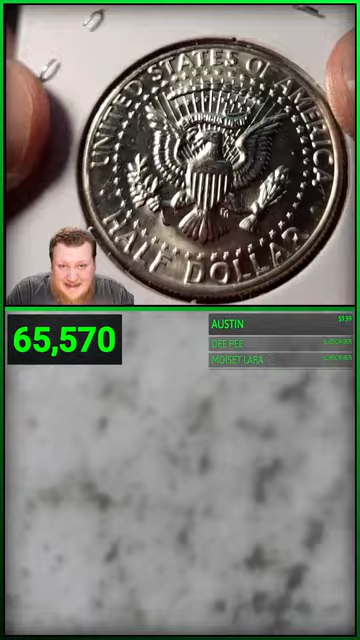 UNITED STATES OF AMERICA
HALF DOLLAR
65,570
AUSTIN
$9.99
DEE PEE
SUBSCRIBER
MOISET LARA
SUBSCRIBER